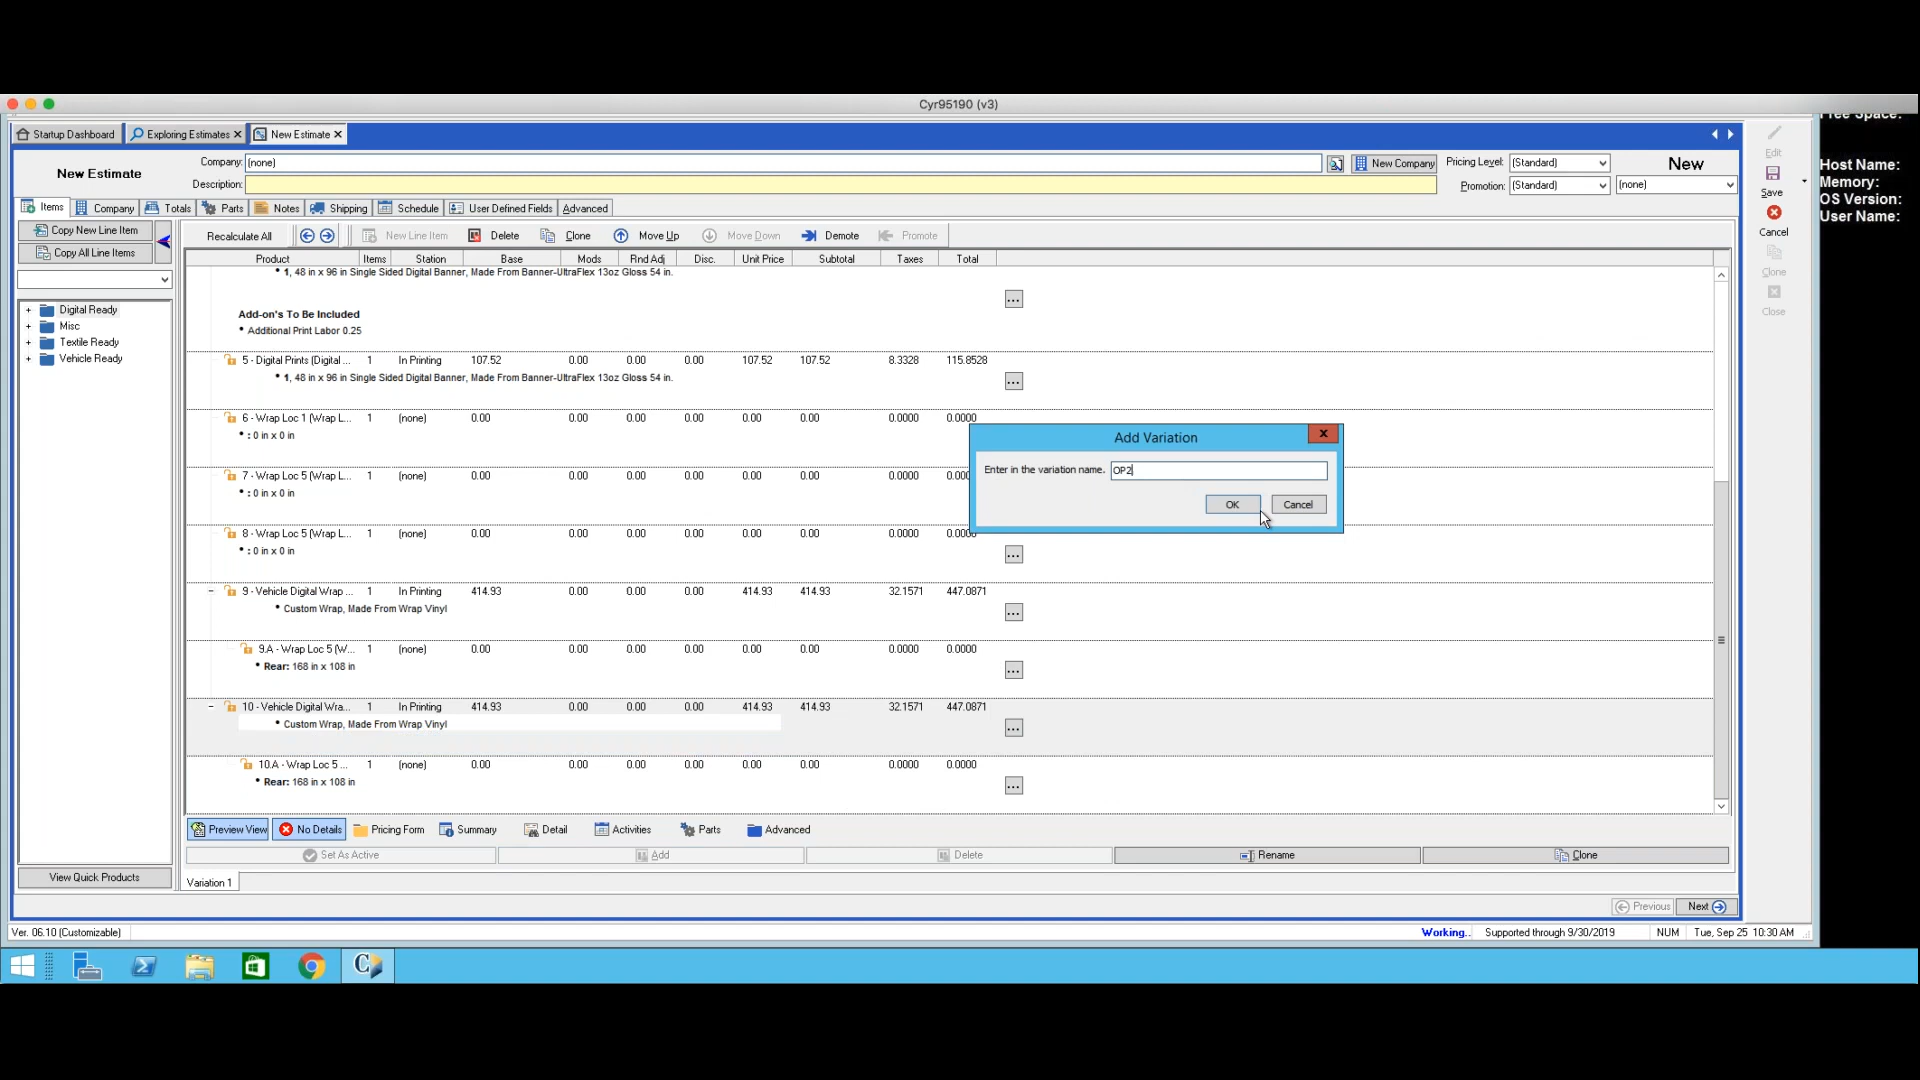 Cyr95190 (v3)
Startup Dashboard
Exploring Estimates
New Estimate
Free Space:
Host Name:
Memory:
OS Version:
User Name:
New Estimate
Company: (none)
New Company
Pricing Level: (Standard)
New
Description:
Promotion: (Standard)
(none)
Edit
Save
Cancel
Clone
Close
Items Company Totals Parts Notes Shipping Schedule User Defined Fields Advanced
Copy New Line Item
Copy All Line Items
Recalculate All New Line Item Delete Clone Move Up Move Down Demote Promote
Product Items Station Base Mods Rnd Adj Disc. Unit Price Subtotal Taxes Total
Digital Ready
Misc
Textile Ready
Vehicle Ready
• 1, 48 in x 96 in Single Sided Digital Banner, Made From Banner-UltraFlex 13oz Gloss 54 in.
...
Add-on's To Be Included
• Additional Print Labor 0.25
5 - Digital Prints (Digital ... 1 In Printing 107.52 0.00 0.00 0.00 107.52 107.52 8.3328 115.8528
• 1, 48 in x 96 in Single Sided Digital Banner, Made From Banner-UltraFlex 13oz Gloss 54 in.
...
6 - Wrap Loc 1 (Wrap L... 1 (none) 0.00 0.00 0.00 0.00 0.00 0.00 0.0000 0.0000
• : 0 in x 0 in
7 - Wrap Loc 5 (Wrap L... 1 (none) 0.00 0.00 0.00 0.00 0.00 0.00 0.0000 0.000
• : 0 in x 0 in
8 - Wrap Loc 5 (Wrap L... 1 (none) 0.00 0.00 0.00 0.00 0.00 0.00 0.0000 0.0000
• : 0 in x 0 in
...
9 - Vehicle Digital Wrap ... 1 In Printing 414.93 0.00 0.00 0.00 414.93 414.93 32.1571 447.0871
• Custom Wrap, Made From Wrap Vinyl
...
9.A - Wrap Loc 5 (W... 1 (none) 0.00 0.00 0.00 0.00 0.00 0.00 0.0000 0.0000
• Rear: 168 in x 108 in
...
10 - Vehicle Digital Wra... 1 In Printing 414.93 0.00 0.00 0.00 414.93 414.93 32.1571 447.0871
• Custom Wrap, Made From Wrap Vinyl
...
10.A - Wrap Loc 5 ... 1 (none) 0.00 0.00 0.00 0.00 0.00 0.00 0.0000 0.0000
• Rear: 168 in x 108 in
...
Add Variation
x
Enter in the variation name. OP2
OK Cancel
Preview View No Details Pricing Form Summary Detail Activities Parts Advanced
Set As Active Add Delete Rename Clone
View Quick Products
Variation 1
Previous Next
Ver. 06.10 (Customizable)
Working..
Supported through 9/30/2019
NUM
Tue, Sep 25 10:30 AM